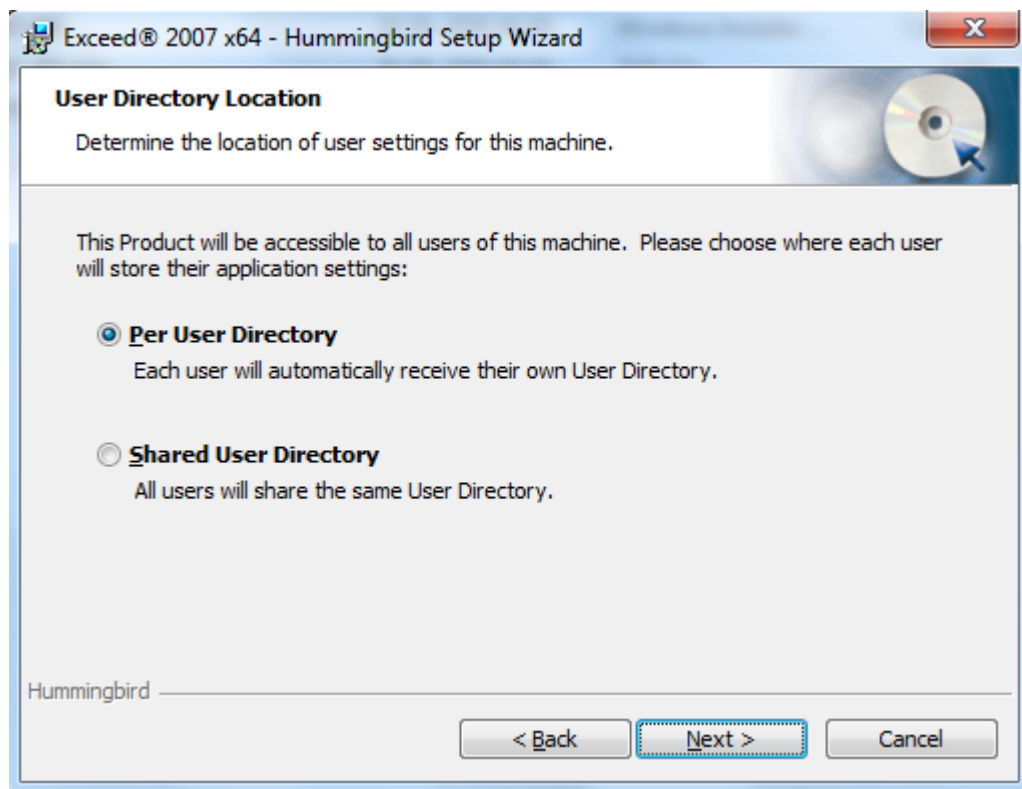 Exceed® 2007 x64 - Hummingbird Setup Wizard
User Directory Location
Determine the location of user settings for this machine.
This Product will be accessible to all users of this machine. Please choose where each user
will store their application settings:
Per User Directory
Each user will automatically receive their own User Directory.
Shared User Directory
All users will share the same User Directory.
Hummingbird
< Back
Next >
Cancel